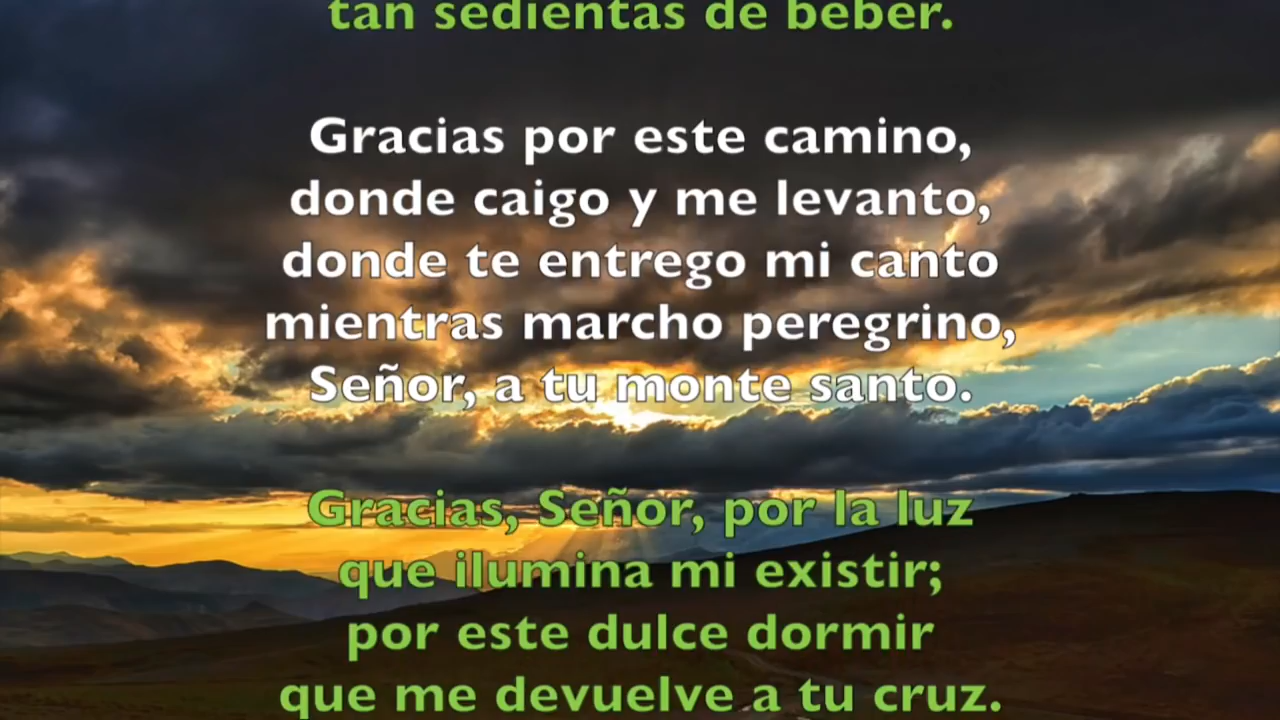 tan sedientas de beber.
Gracias por este camino,
donde caigo y me levanto,
donde te entrego mi canto
mientras marcho peregrino,
Señor, a tu monte santo.
Gracias, Señor, por la luz
que ilumina mi existir;
por este dulce dormir
que me devuelve a tu cruz.